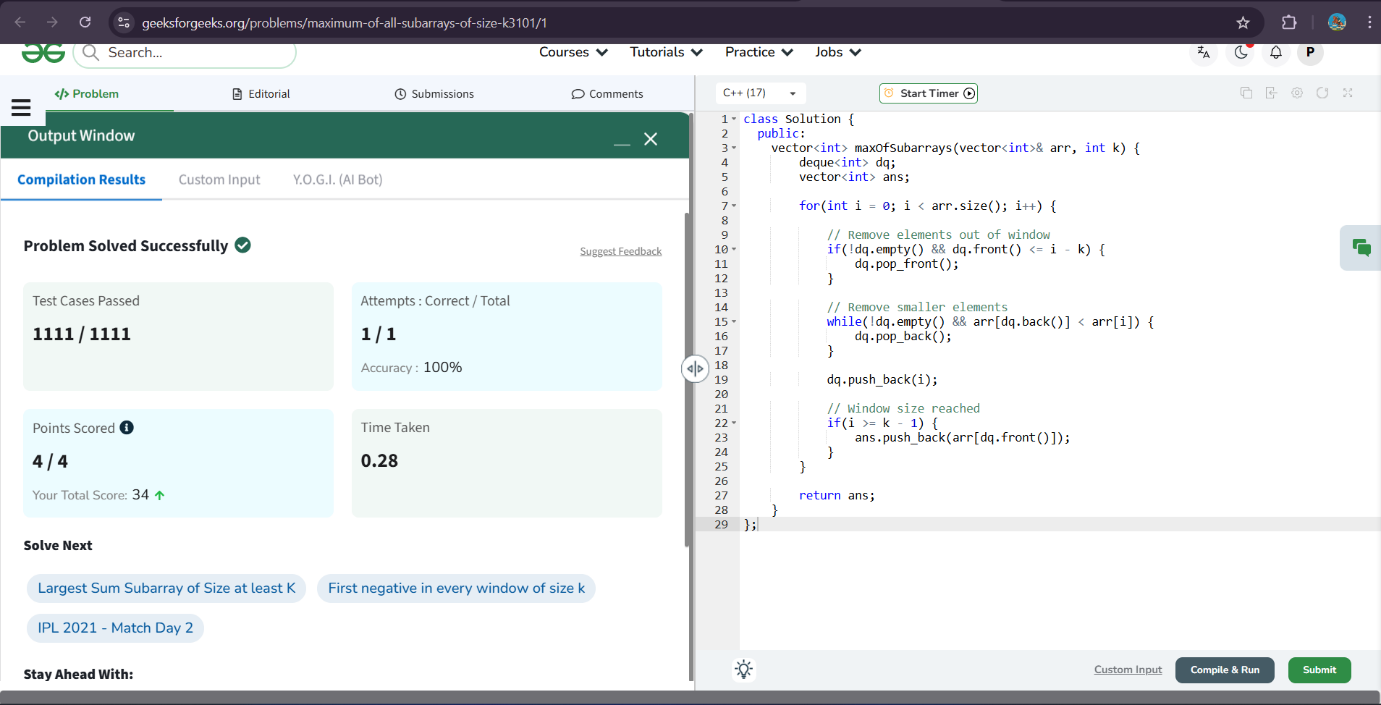 geeksforgeeks.org/problems/maximum-of-all-subarrays-of-size-k3101/1
Search...
Courses
Tutorials
Practice
Jobs
P
</> Problem
Editorial
Submissions
Comments
Output Window
Compilation Results
Custom Input
Y.O.G.I. (AI Bot)
Problem Solved Successfully
Suggest Feedback
Test Cases Passed
1111 / 1111
Attempts : Correct / Total
1 / 1
Accuracy : 100%
Points Scored
4 / 4
Your Total Score: 34
Time Taken
0.28
Solve Next
Largest Sum Subarray of Size at least K
First negative in every window of size k
IPL 2021 - Match Day 2
Stay Ahead With:
C++ (17)
Start Timer
1 class Solution {
2 public:
3 vector<int> maxOfSubarrays(vector<int>& arr, int k) {
4 deque<int> dq;
5 vector<int> ans;
6
7 for(int i = 0; i < arr.size(); i++) {
8
9 // Remove elements out of window
10 if(!dq.empty() && dq.front() <= i - k) {
11 dq.pop_front();
12 }
13
14 // Remove smaller elements
15 while(!dq.empty() && arr[dq.back()] < arr[i]) {
16 dq.pop_back();
17 }
18
19 dq.push_back(i);
20
21 // Window size reached
22 if(i >= k - 1) {
23 ans.push_back(arr[dq.front()]);
24 }
25 }
26
27 return ans;
28 }
29 };
Custom Input
Compile & Run
Submit